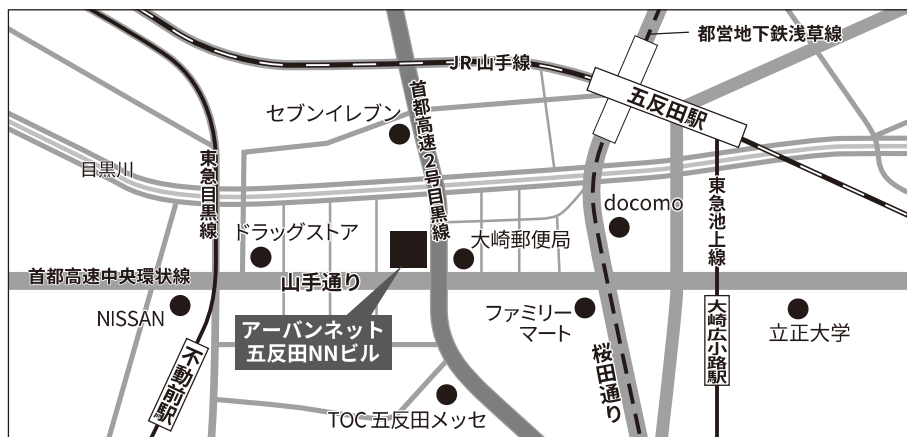 都営地下鉄浅草線
JR山手線
五反田駅
首都高速2号目黒線
セブンイレブン
目黒川
東急目黒線
東急池上線
docomo
ドラッグストア
大崎郵便局
首都高速中央環状線
山手通り
NISSAN
アーバンネット
五反田NNビル
ファミリー
マート
大崎広小路駅
立正大学
不動前駅
桜田通り
TOC五反田メッセ